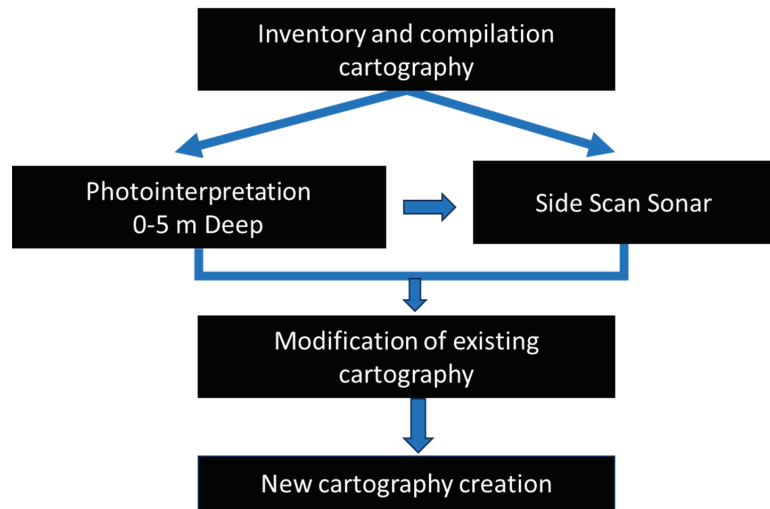 Inventory and compilation
cartography
Photointerpretation
0-5 m Deep
Side Scan Sonar
Modification of existing
cartography
New cartography creation